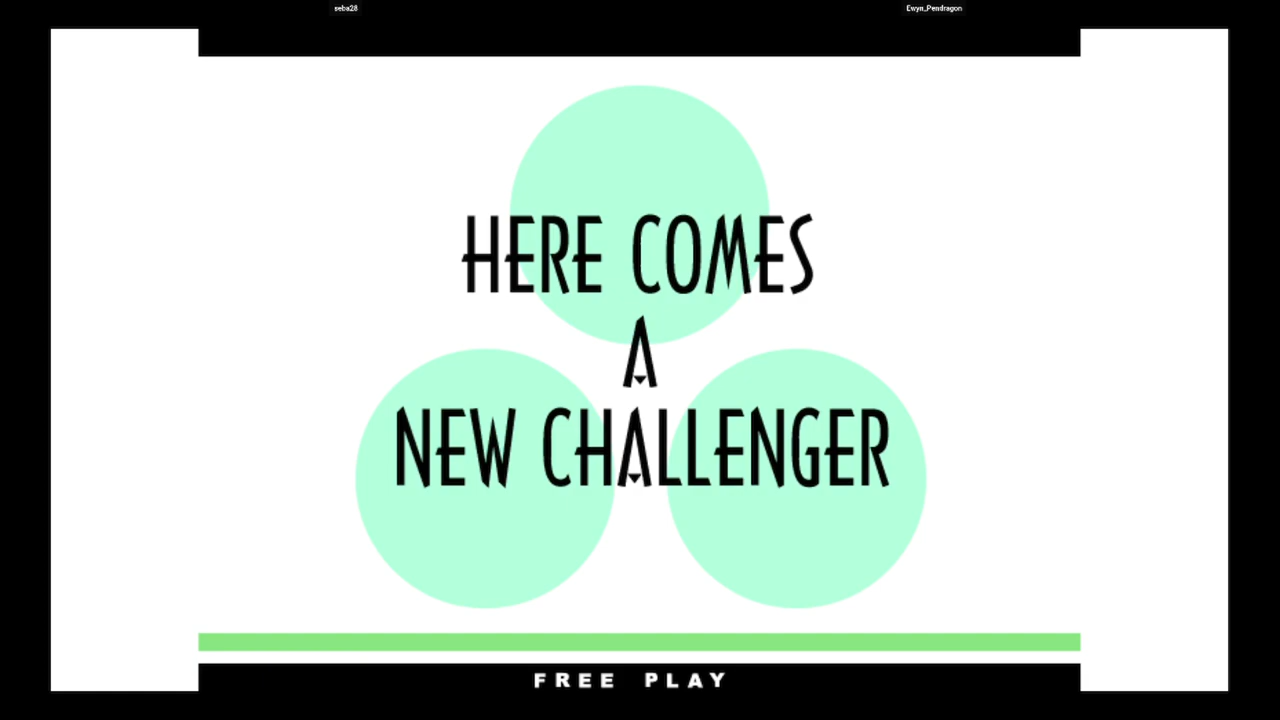 seba28
Ewyn_Pendragon
HERE COMES
A
NEW CHALLENGER
FREE PLAY